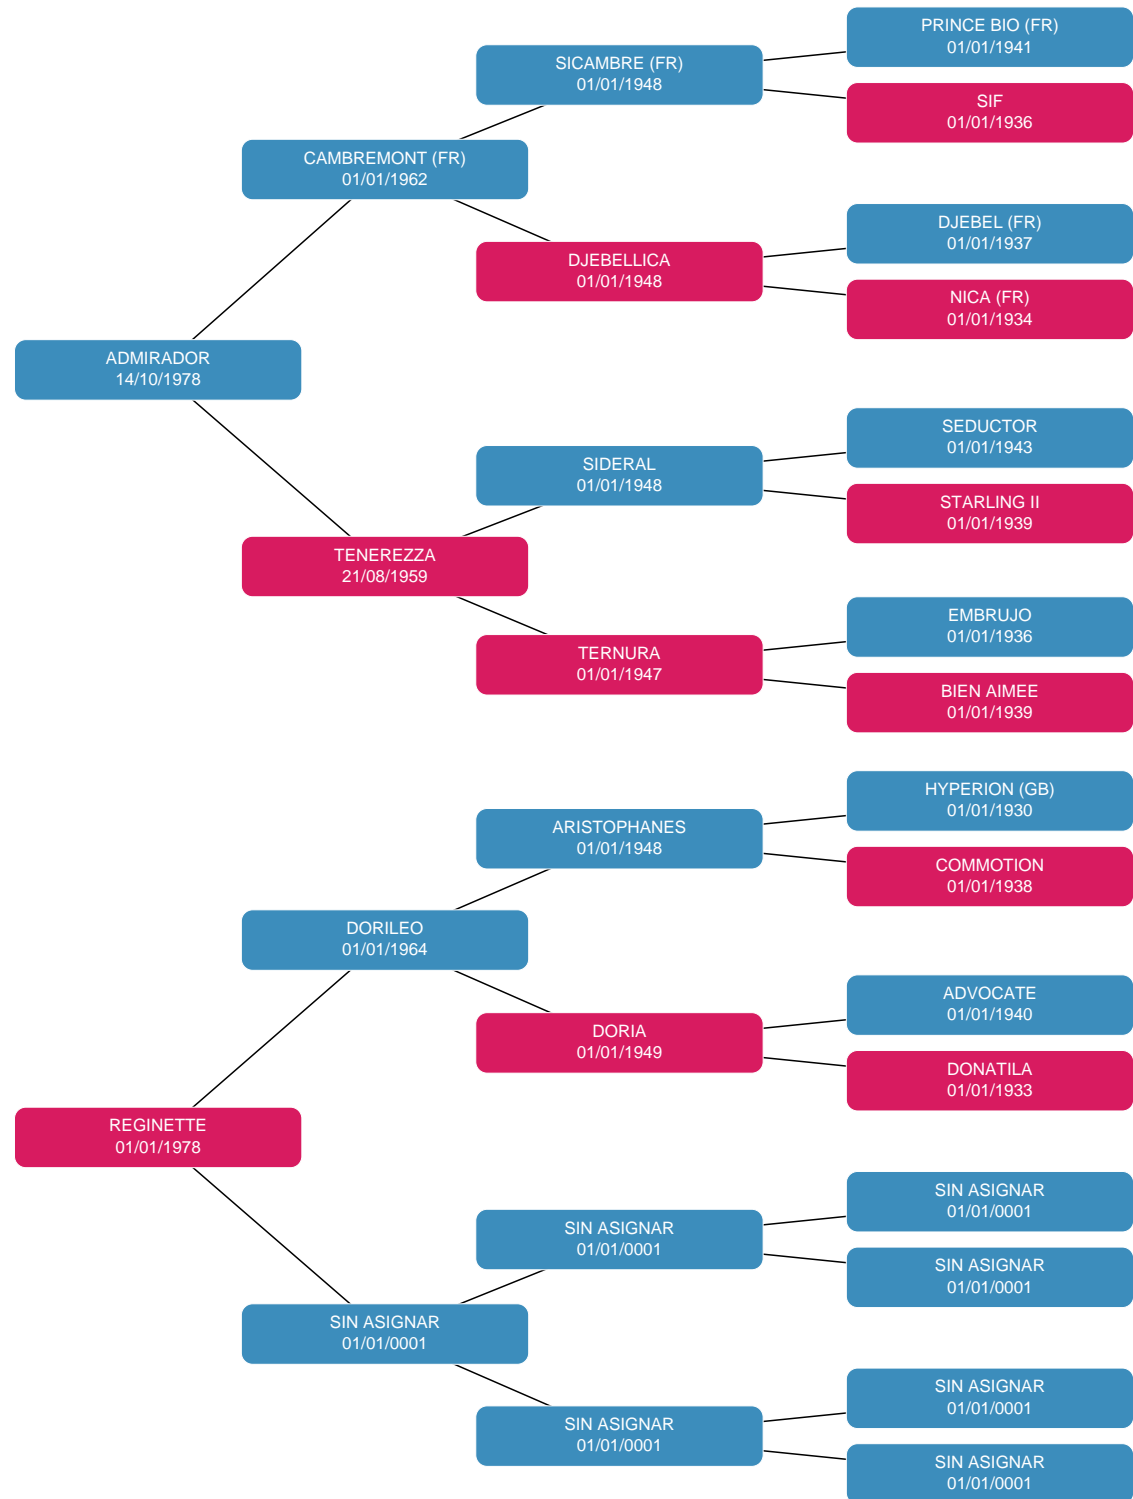 PRINCE BIO (FR)
01/01/1941
SICAMBRE (FR)
01/01/1948
SIF
01/01/1936
CAMBREMONT (FR)
01/01/1962
DJEBEL (FR)
01/01/1937
DJEBELLICA
01/01/1948
NICA (FR)
01/01/1934
ADMIRADOR
14/10/1978
SEDUCTOR
01/01/1943
SIDERAL
01/01/1948
STARLING II
01/01/1939
TENEREZZA
21/08/1959
EMBRUJO
01/01/1936
TERNURA
01/01/1947
BIEN AIMEE
01/01/1939
HYPERION (GB)
01/01/1930
ARISTOPHANES
01/01/1948
COMMOTION
01/01/1938
DORILEO
01/01/1964
ADVOCATE
01/01/1940
DORIA
01/01/1949
DONATILA
01/01/1933
REGINETTE
01/01/1978
SIN ASIGNAR
01/01/0001
SIN ASIGNAR
01/01/0001
SIN ASIGNAR
01/01/0001
SIN ASIGNAR
01/01/0001
SIN ASIGNAR
01/01/0001
SIN ASIGNAR
01/01/0001
SIN ASIGNAR
01/01/0001